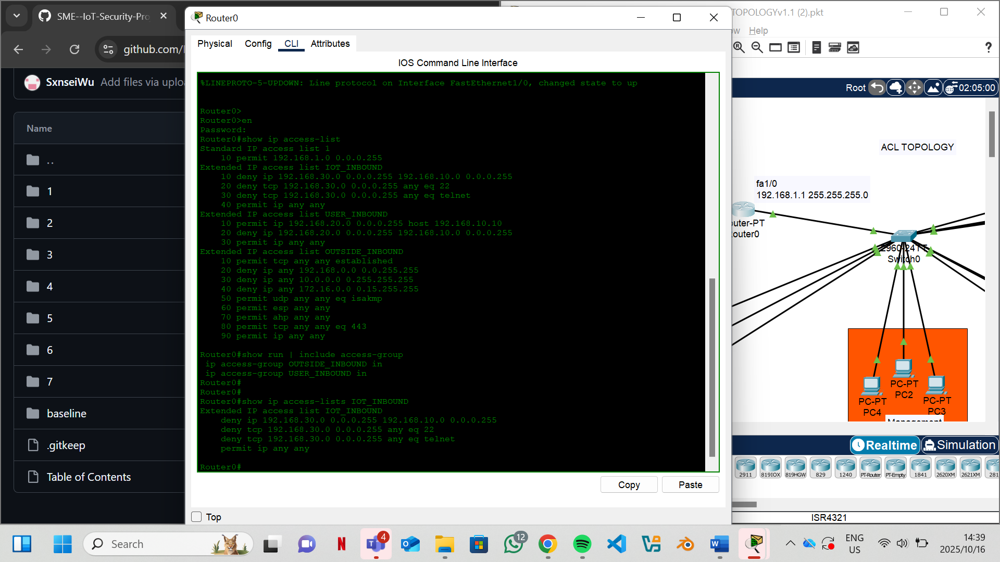 SME--IoT-Security-Pro
github.com/
SxnseiWu Add files via uplo
Name
..
1
2
3
4
5
6
7
baseline
.gitkeep
Table of Contents
Router0
Physical Config CLI Attributes
IOS Command Line Interface
%LINEPROTO-5-UPDOWN: Line protocol on Interface FastEthernet1/0, changed state to up
Router0>
Router0>en
Password:
Router0#show ip access-list
Standard IP access list 1
10 permit 192.168.1.0 0.0.0.255
Extended IP access list IOT_INBOUND
10 deny ip 192.168.30.0 0.0.0.255 192.168.10.0 0.0.0.255
20 deny tcp 192.168.30.0 0.0.0.255 any eq 22
30 deny tcp 192.168.30.0 0.0.0.255 any eq telnet
40 permit ip any any
Extended IP access list USER_INBOUND
10 permit ip 192.168.20.0 0.0.0.255 host 192.168.10.10
20 deny ip 192.168.20.0 0.0.0.255 192.168.10.0 0.0.0.255
30 permit ip any any
Extended IP access list OUTSIDE_INBOUND
10 permit tcp any any established
20 deny ip any 192.168.0.0 0.0.255.255
30 deny ip any 10.0.0.0 0.255.255.255
40 deny ip any 172.16.0.0 0.15.255.255
50 permit udp any any eq isakmp
60 permit esp any any
70 permit ahp any any
80 permit tcp any any eq 443
90 permit ip any any
Router0#show run | include access-group
ip access-group OUTSIDE_INBOUND in
ip access-group USER_INBOUND in
Router0#
Router0#
Router0#show ip access-lists IOT_INBOUND
Extended IP access list IOT_INBOUND
deny ip 192.168.30.0 0.0.0.255 192.168.10.0 0.0.0.255
deny tcp 192.168.30.0 0.0.0.255 any eq 22
deny tcp 192.168.30.0 0.0.0.255 any eq telnet
permit ip any any
Router0#
Copy Paste
Top
TOPOLOGYv1.1 (2).pkt
ow Help
?
Root 02:05:00
ACL TOPOLOGY
fa1/0
192.168.1.1 255.255.255.0
uter-PT
outer0
2960-24TT
Switch0
PC-PT
PC2
PC-PT
PC4
PC-PT
PC3
Management
Realtime Simulation
2911 819IOX 819HGW 829 1240 PT-Router PT-Empty 1841 2620XM 2621XM 281
ISR4321
Search
4
12
ENG
US
14:39
2025/10/16